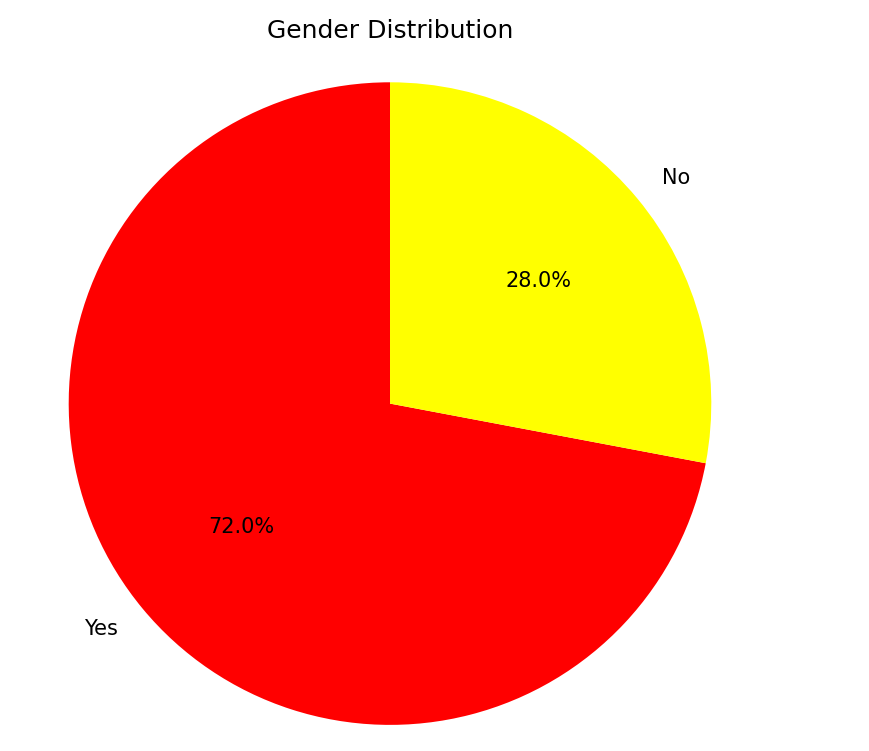 Gender Distribution
No
28.0%
72.0%
Yes